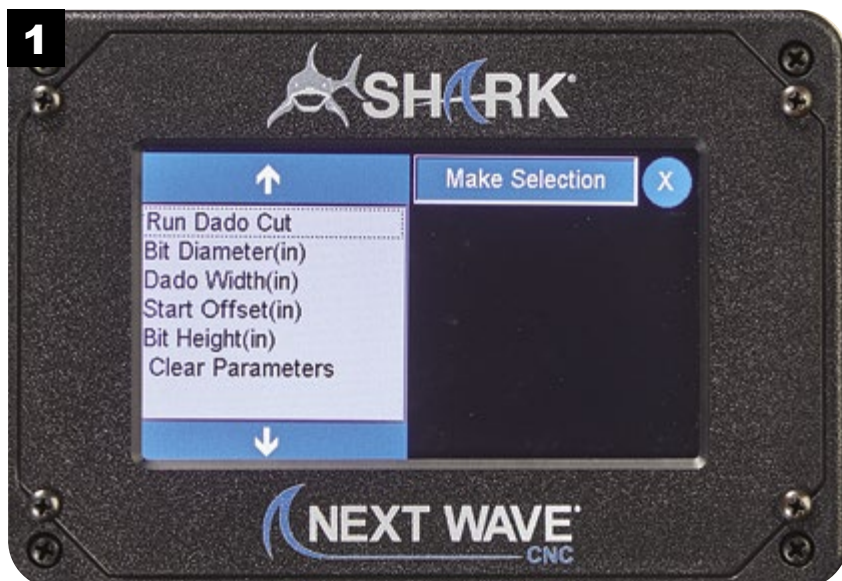 1
SHARK
Make Selection X
Run Dado Cut
Bit Diameter(in)
Dado Width(in)
Start Offset(in)
Bit Height(in)
Clear Parameters
NEXT WAVE
CNC